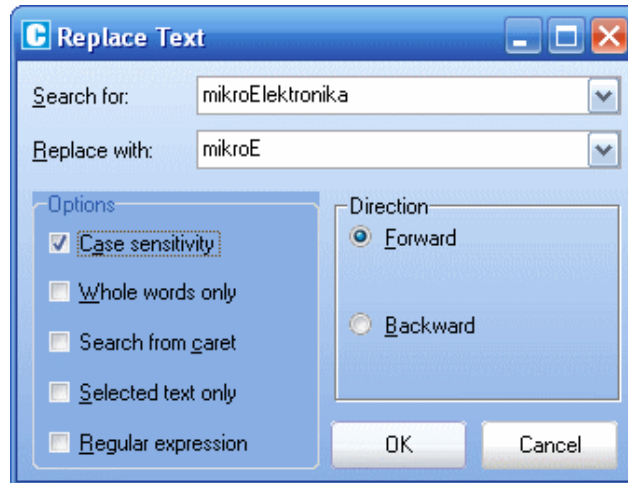 C Replace Text
Search for: mikroElektronika
Replace with: mikroE
Options
Case sensitivity
Whole words only
Search from caret
Selected text only
Regular expression
Direction
Forward
Backward
OK Cancel